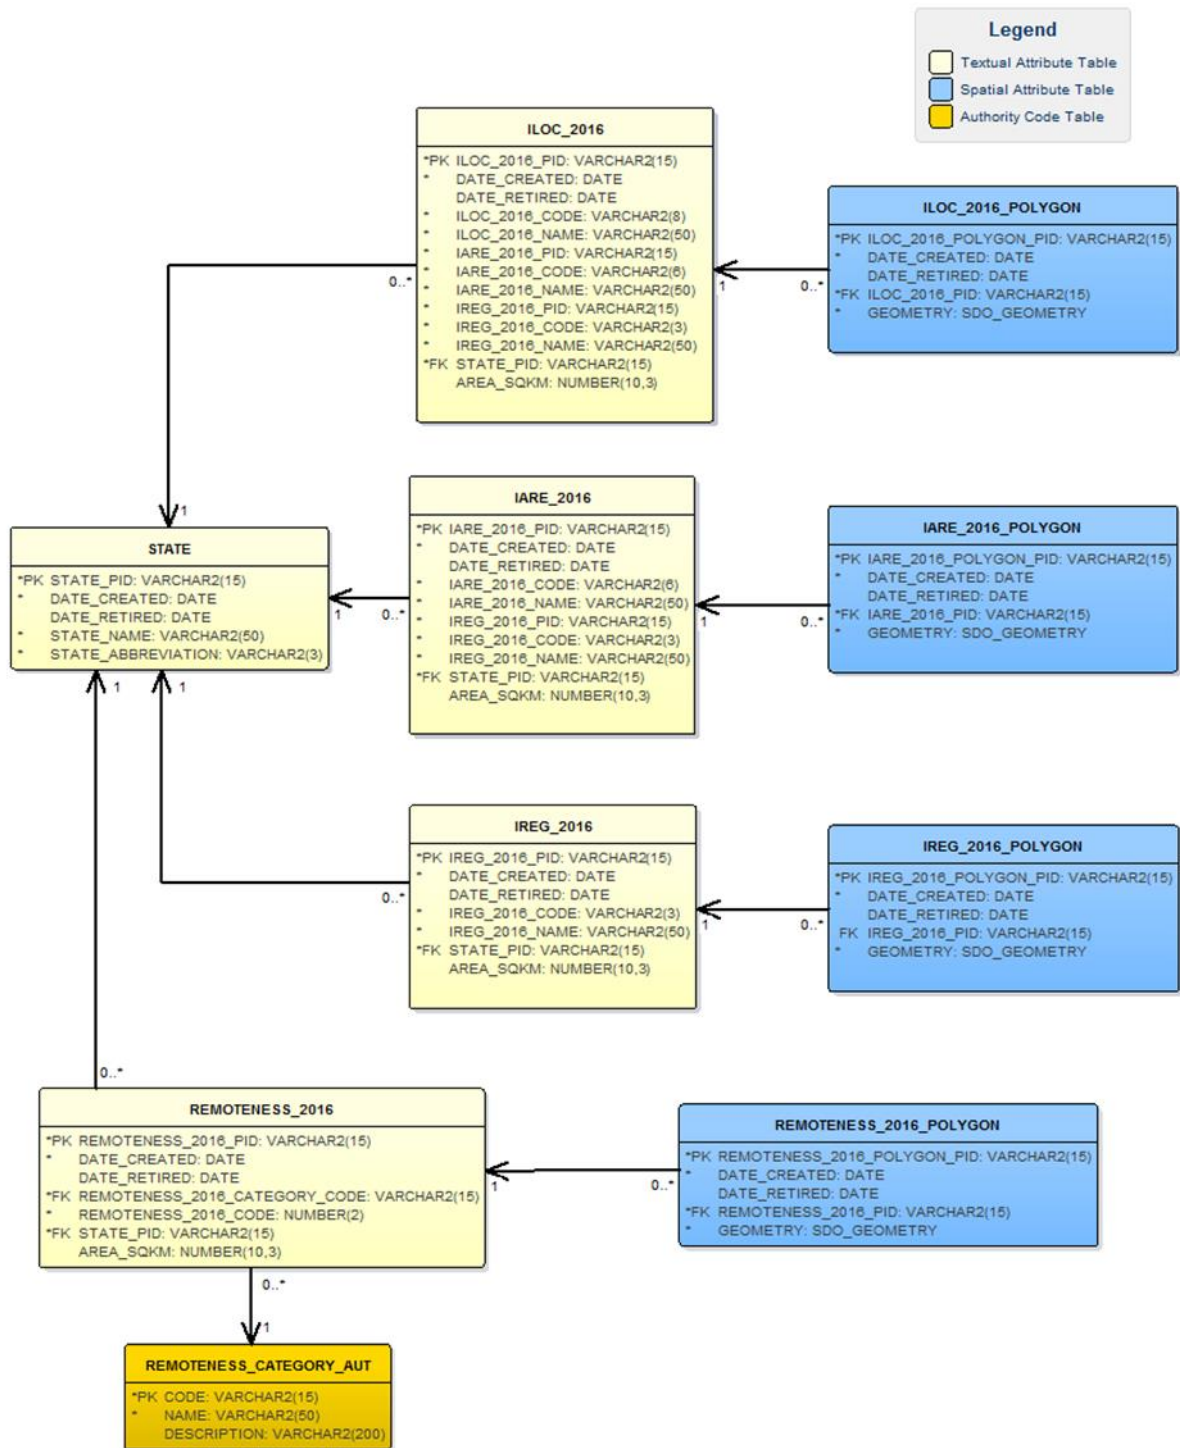 Legend
Textual Attribute Table
Spatial Attribute Table
Authority Code Table
ILOC_2016
*PK ILOC_2016_PID: VARCHAR2(15)
* DATE_CREATED: DATE
DATE_RETIRED: DATE
* ILOC_2016_CODE: VARCHAR2(8)
* ILOC_2016_NAME: VARCHAR2(50)
* IARE_2016_PID: VARCHAR2(15)
* IARE_2016_CODE: VARCHAR2(6)
* IARE_2016_NAME: VARCHAR2(50)
* IREG_2016_PID: VARCHAR2(15)
* IREG_2016_CODE: VARCHAR2(3)
* IREG_2016_NAME: VARCHAR2(50)
*FK STATE_PID: VARCHAR2(15)
AREA_SQKM: NUMBER(10,3)
ILOC_2016_POLYGON
*PK ILOC_2016_POLYGON_PID: VARCHAR2(15)
* DATE_CREATED: DATE
DATE_RETIRED: DATE
*FK ILOC_2016_PID: VARCHAR2(15)
* GEOMETRY: SDO_GEOMETRY
0..*
1
0..*
1
STATE
*PK STATE_PID: VARCHAR2(15)
* DATE_CREATED: DATE
DATE_RETIRED: DATE
* STATE_NAME: VARCHAR2(50)
* STATE_ABBREVIATION: VARCHAR2(3)
IARE_2016
*PK IARE_2016_PID: VARCHAR2(15)
* DATE_CREATED: DATE
DATE_RETIRED: DATE
* IARE_2016_CODE: VARCHAR2(6)
* IARE_2016_NAME: VARCHAR2(50)
* IREG_2016_PID: VARCHAR2(15)
* IREG_2016_CODE: VARCHAR2(3)
* IREG_2016_NAME: VARCHAR2(50)
*FK STATE_PID: VARCHAR2(15)
AREA_SQKM: NUMBER(10,3)
IARE_2016_POLYGON
*PK IARE_2016_POLYGON_PID: VARCHAR2(15)
* DATE_CREATED: DATE
DATE_RETIRED: DATE
*FK IARE_2016_PID: VARCHAR2(15)
* GEOMETRY: SDO_GEOMETRY
1
0..*
1
0..*
1
1
IREG_2016
*PK IREG_2016_PID: VARCHAR2(15)
* DATE_CREATED: DATE
DATE_RETIRED: DATE
* IREG_2016_CODE: VARCHAR2(3)
* IREG_2016_NAME: VARCHAR2(50)
*FK STATE_PID: VARCHAR2(15)
AREA_SQKM: NUMBER(10,3)
IREG_2016_POLYGON
*PK IREG_2016_POLYGON_PID: VARCHAR2(15)
* DATE_CREATED: DATE
DATE_RETIRED: DATE
FK IREG_2016_PID: VARCHAR2(15)
* GEOMETRY: SDO_GEOMETRY
0..*
1
0..*
0..*
REMOTENESS_2016
*PK REMOTENESS_2016_PID: VARCHAR2(15)
* DATE_CREATED: DATE
DATE_RETIRED: DATE
*FK REMOTENESS_2016_CATEGORY_CODE: VARCHAR2(15)
* REMOTENESS_2016_CODE: NUMBER(2)
*FK STATE_PID: VARCHAR2(15)
AREA_SQKM: NUMBER(10,3)
REMOTENESS_2016_POLYGON
*PK REMOTENESS_2016_POLYGON_PID: VARCHAR2(15)
* DATE_CREATED: DATE
DATE_RETIRED: DATE
*FK REMOTENESS_2016_PID: VARCHAR2(15)
* GEOMETRY: SDO_GEOMETRY
1
0..*
0..*
1
REMOTENESS_CATEGORY_AUT
*PK CODE: VARCHAR2(15)
* NAME: VARCHAR2(50)
DESCRIPTION: VARCHAR2(200)